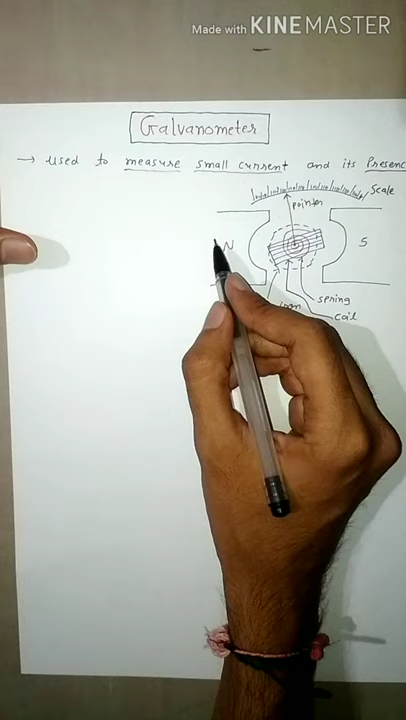 Made with KINEMASTER
Galvanometer
→ Used to measure small current and its Presenc
Scale
pointer
N
S
spring
coil